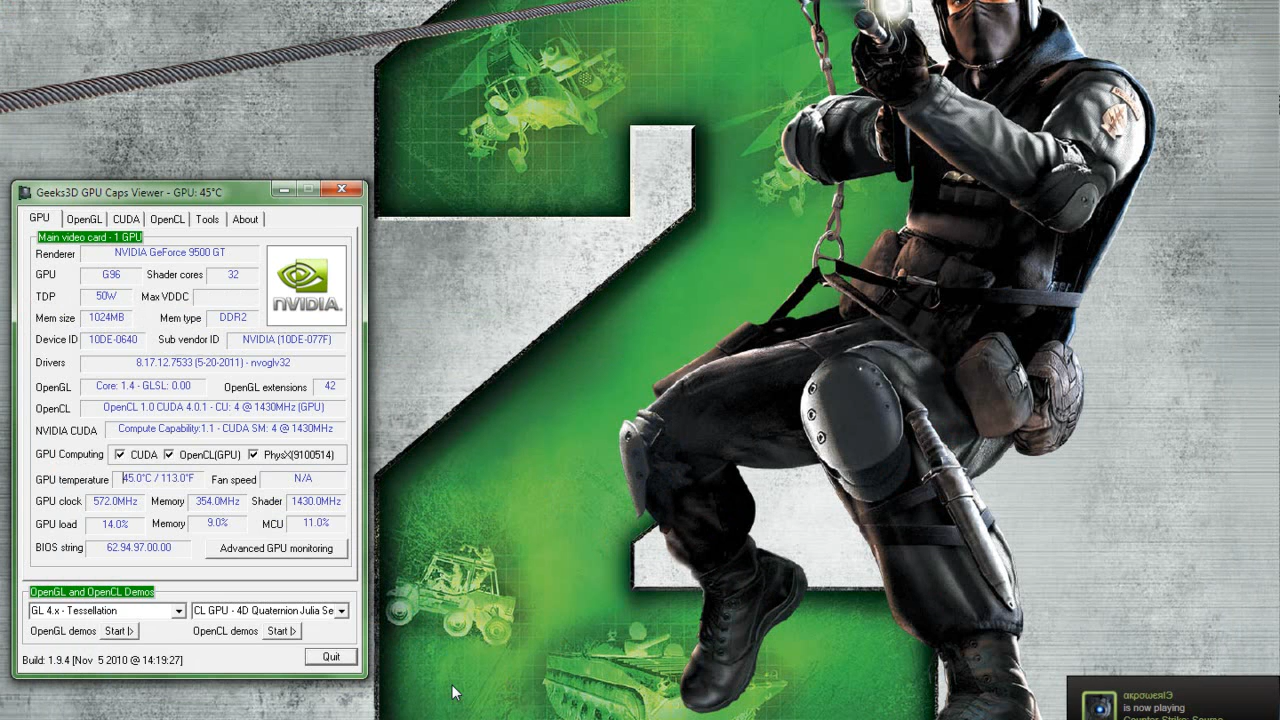 Geeks3D GPU Caps Viewer - GPU: 45°C
GPU OpenGL CUDA OpenCL Tools About
Main video card - 1 GPU
Renderer NVIDIA GeForce 9500 GT
GPU G96 Shader cores 32
TDP 50W Max VDDC
Mem size 1024MB Mem type DDR2
NVIDIA.
Device ID 10DE-0640 Sub vendor ID NVIDIA (10DE-077F)
Drivers 8.17.12.7533 (5-20-2011) - nvoglv32
OpenGL Core: 1.4 - GLSL: 0.00 OpenGL extensions 42
OpenCL OpenCL 1.0 CUDA 4.0.1 - CU: 4 @ 1430MHz (GPU)
NVIDIA CUDA Compute Capability:1.1 - CUDA SM: 4 @ 1430MHz
GPU Computing CUDA OpenCL(GPU) PhysX(9100514)
GPU temperature 45.0°C / 113.0°F Fan speed N/A
GPU clock 572.0MHz Memory 354.0MHz Shader 1430.0MHz
GPU load 14.0% Memory 9.0% MCU 11.0%
BIOS string 62.94.97.00.00 Advanced GPU monitoring
OpenGL and OpenCL Demos
GL 4.x - Tessellation CL GPU - 4D Quaternion Julia Se
OpenGL demos Start OpenCL demos Start
Build: 1.9.4 [Nov 5 2010 @ 14:19:27] Quit
2
is now playing
Counter-Strike: Source